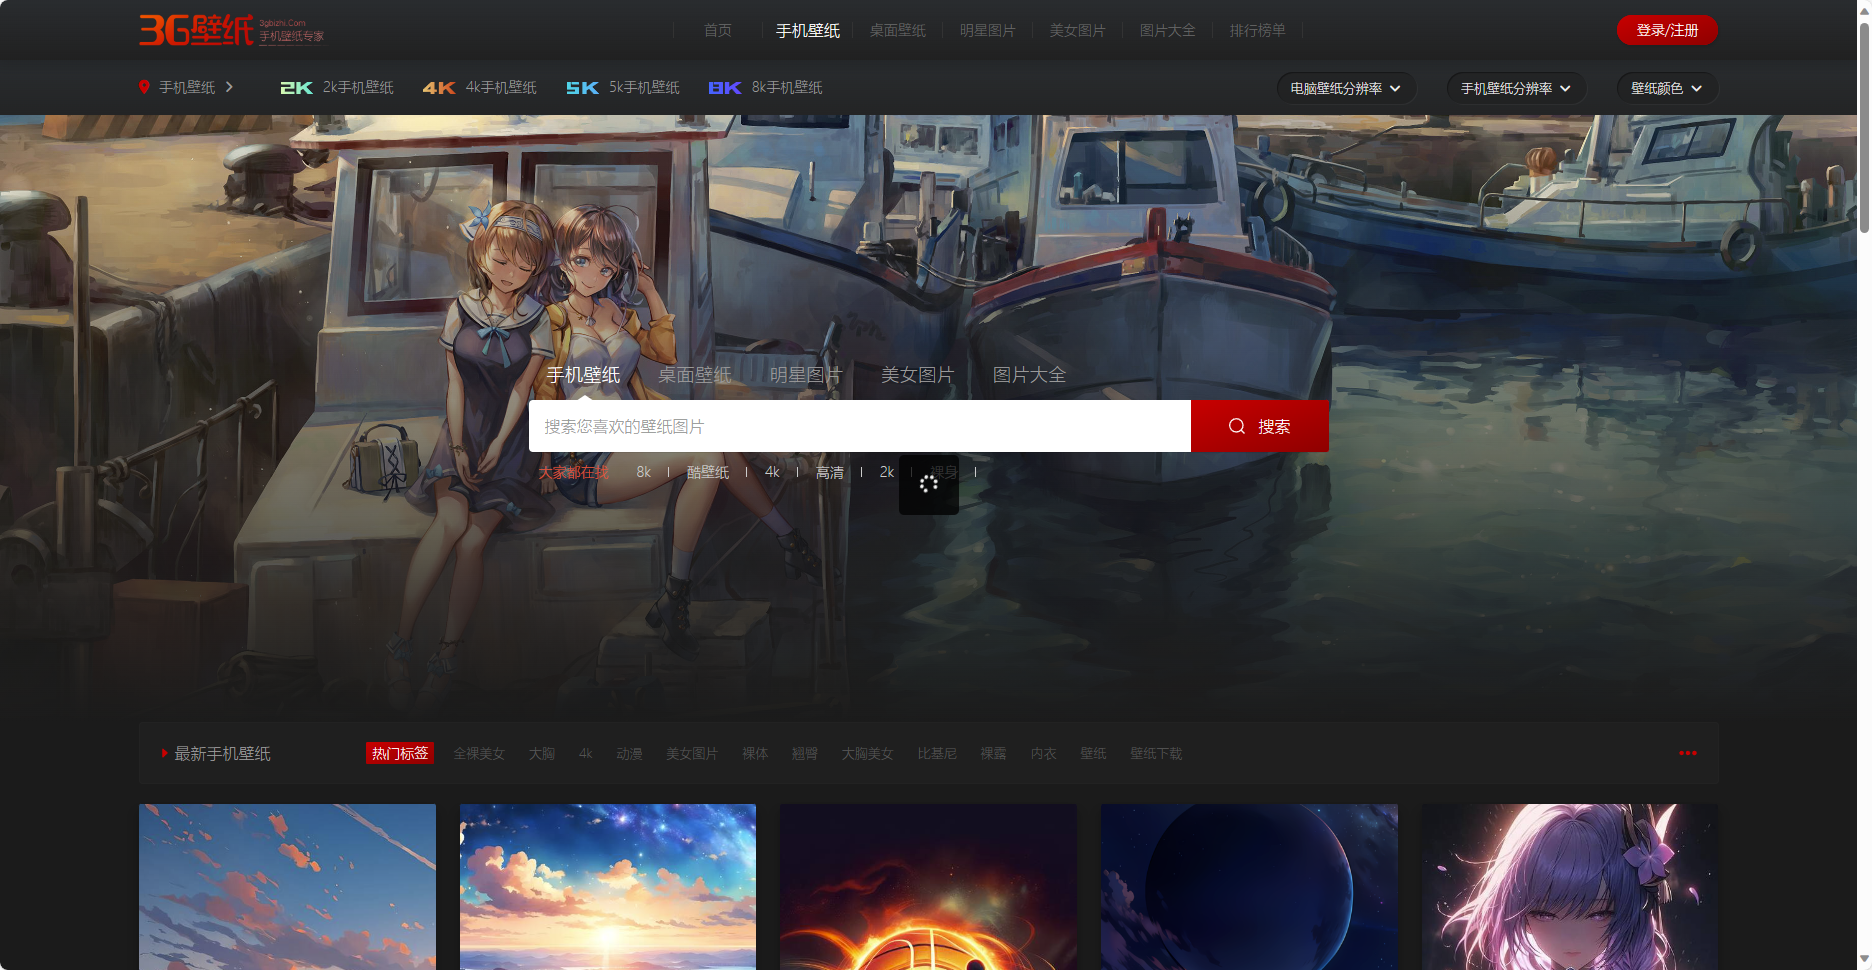 3G壁纸
3gbizhi.Com
手机壁纸专家
首页
手机壁纸
桌面壁纸
明星图片
美女图片
图片大全
排行榜单
登录/注册
手机壁纸
2K 2k手机壁纸
4K 4k手机壁纸
5K 5k手机壁纸
8K 8k手机壁纸
电脑壁纸分辨率
手机壁纸分辨率
壁纸颜色
手机壁纸
桌面壁纸
明星图片
美女图片
图片大全
搜索您喜欢的壁纸图片
搜索
大家都在找 8k 酷壁纸 4k 高清 2k 裸身
最新手机壁纸
热门标签 全裸美女 大胸 4k 动漫 美女图片 裸体 翘臀 大胸美女 比基尼 裸露 内衣 壁纸 壁纸下载